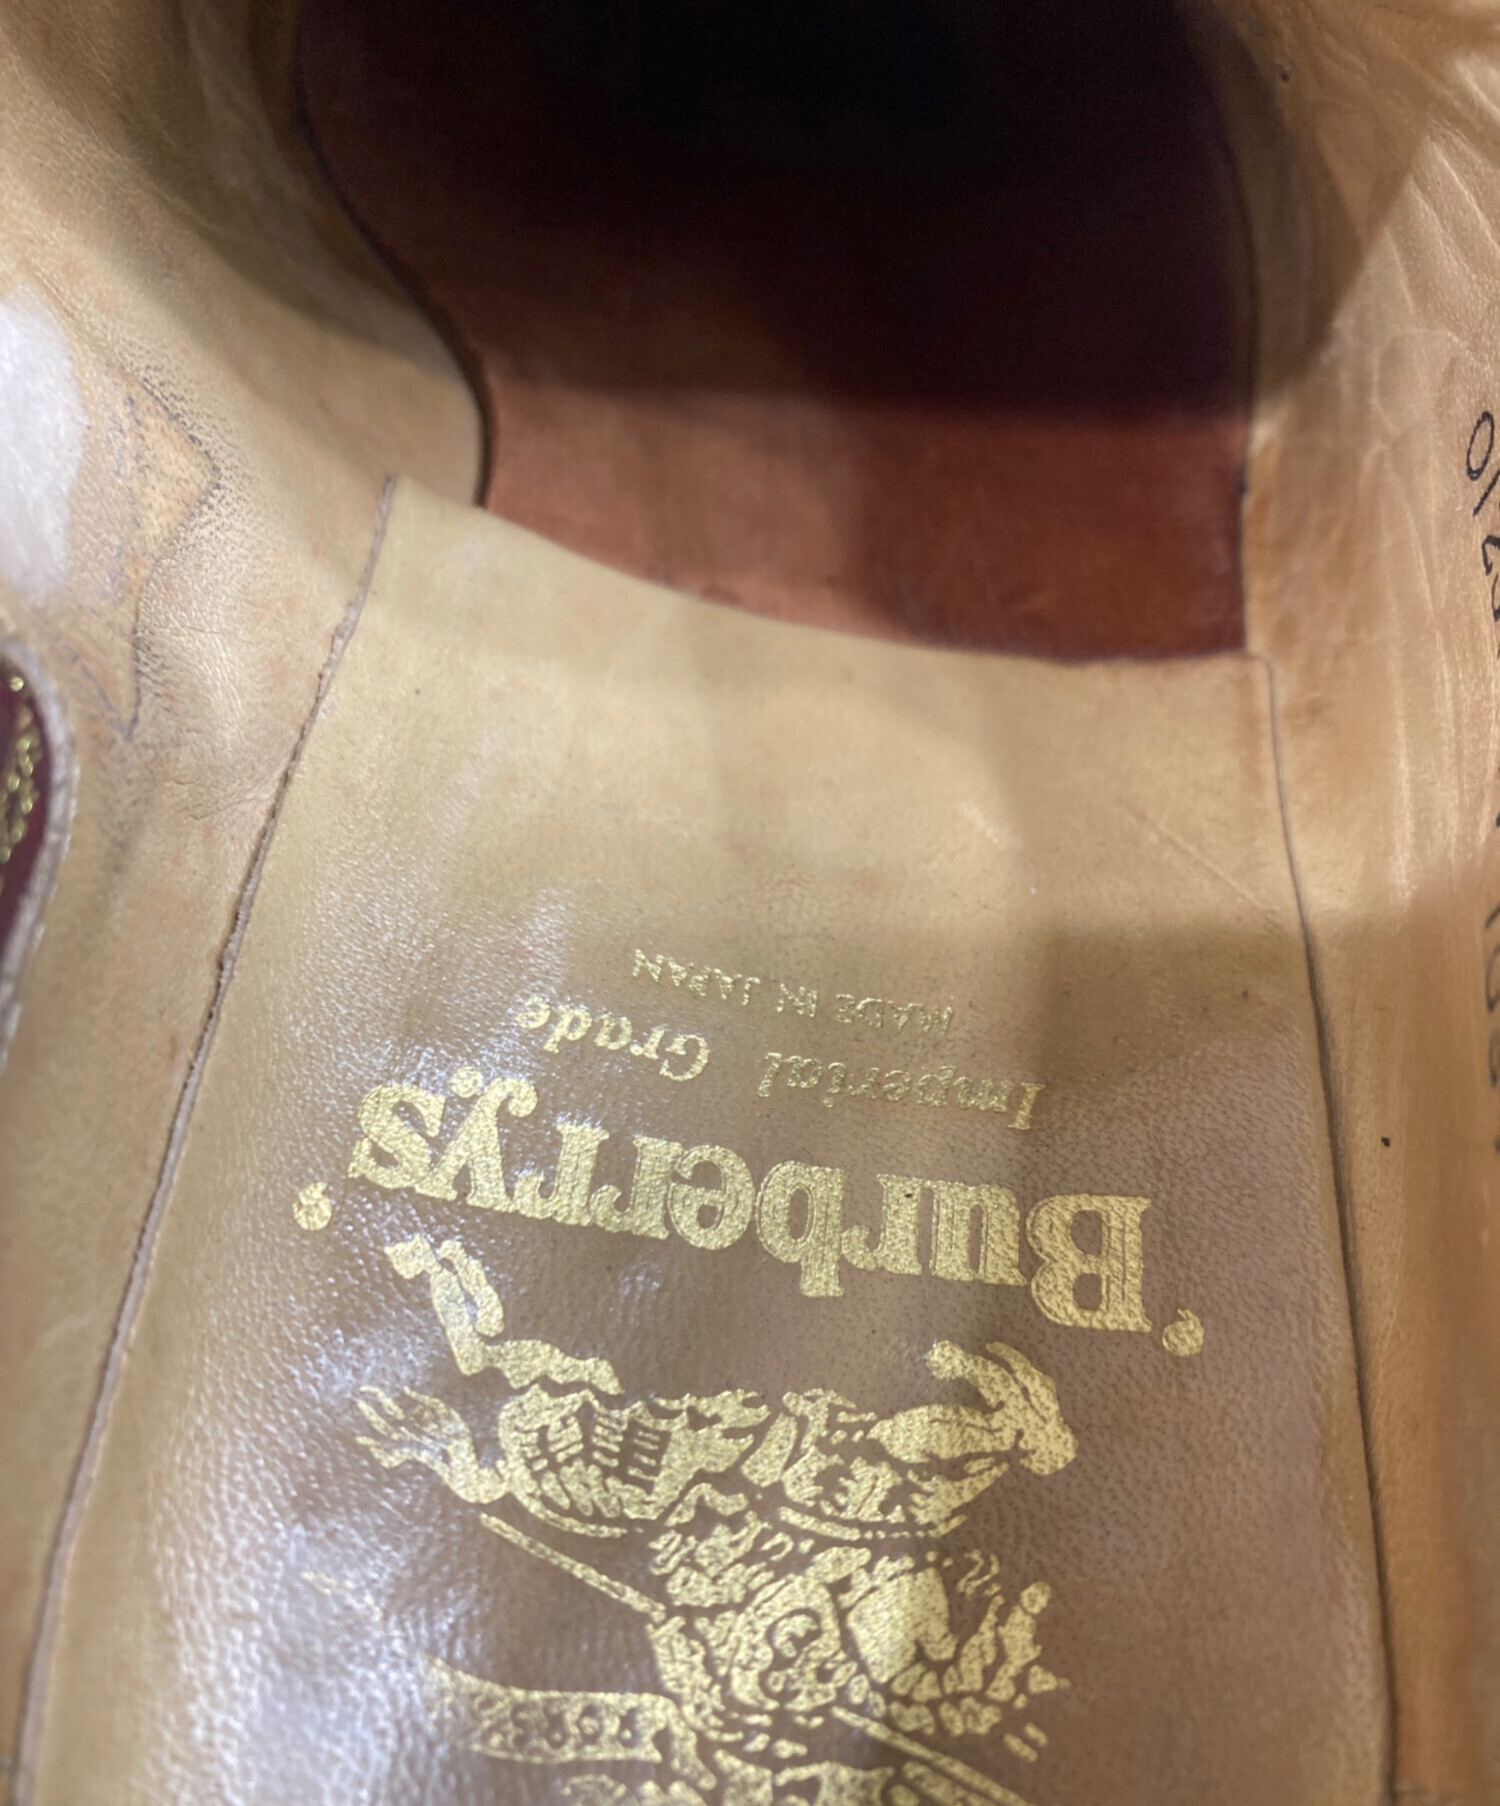 'Burberrys'
Imperial Grade
MADE IN JAPAN